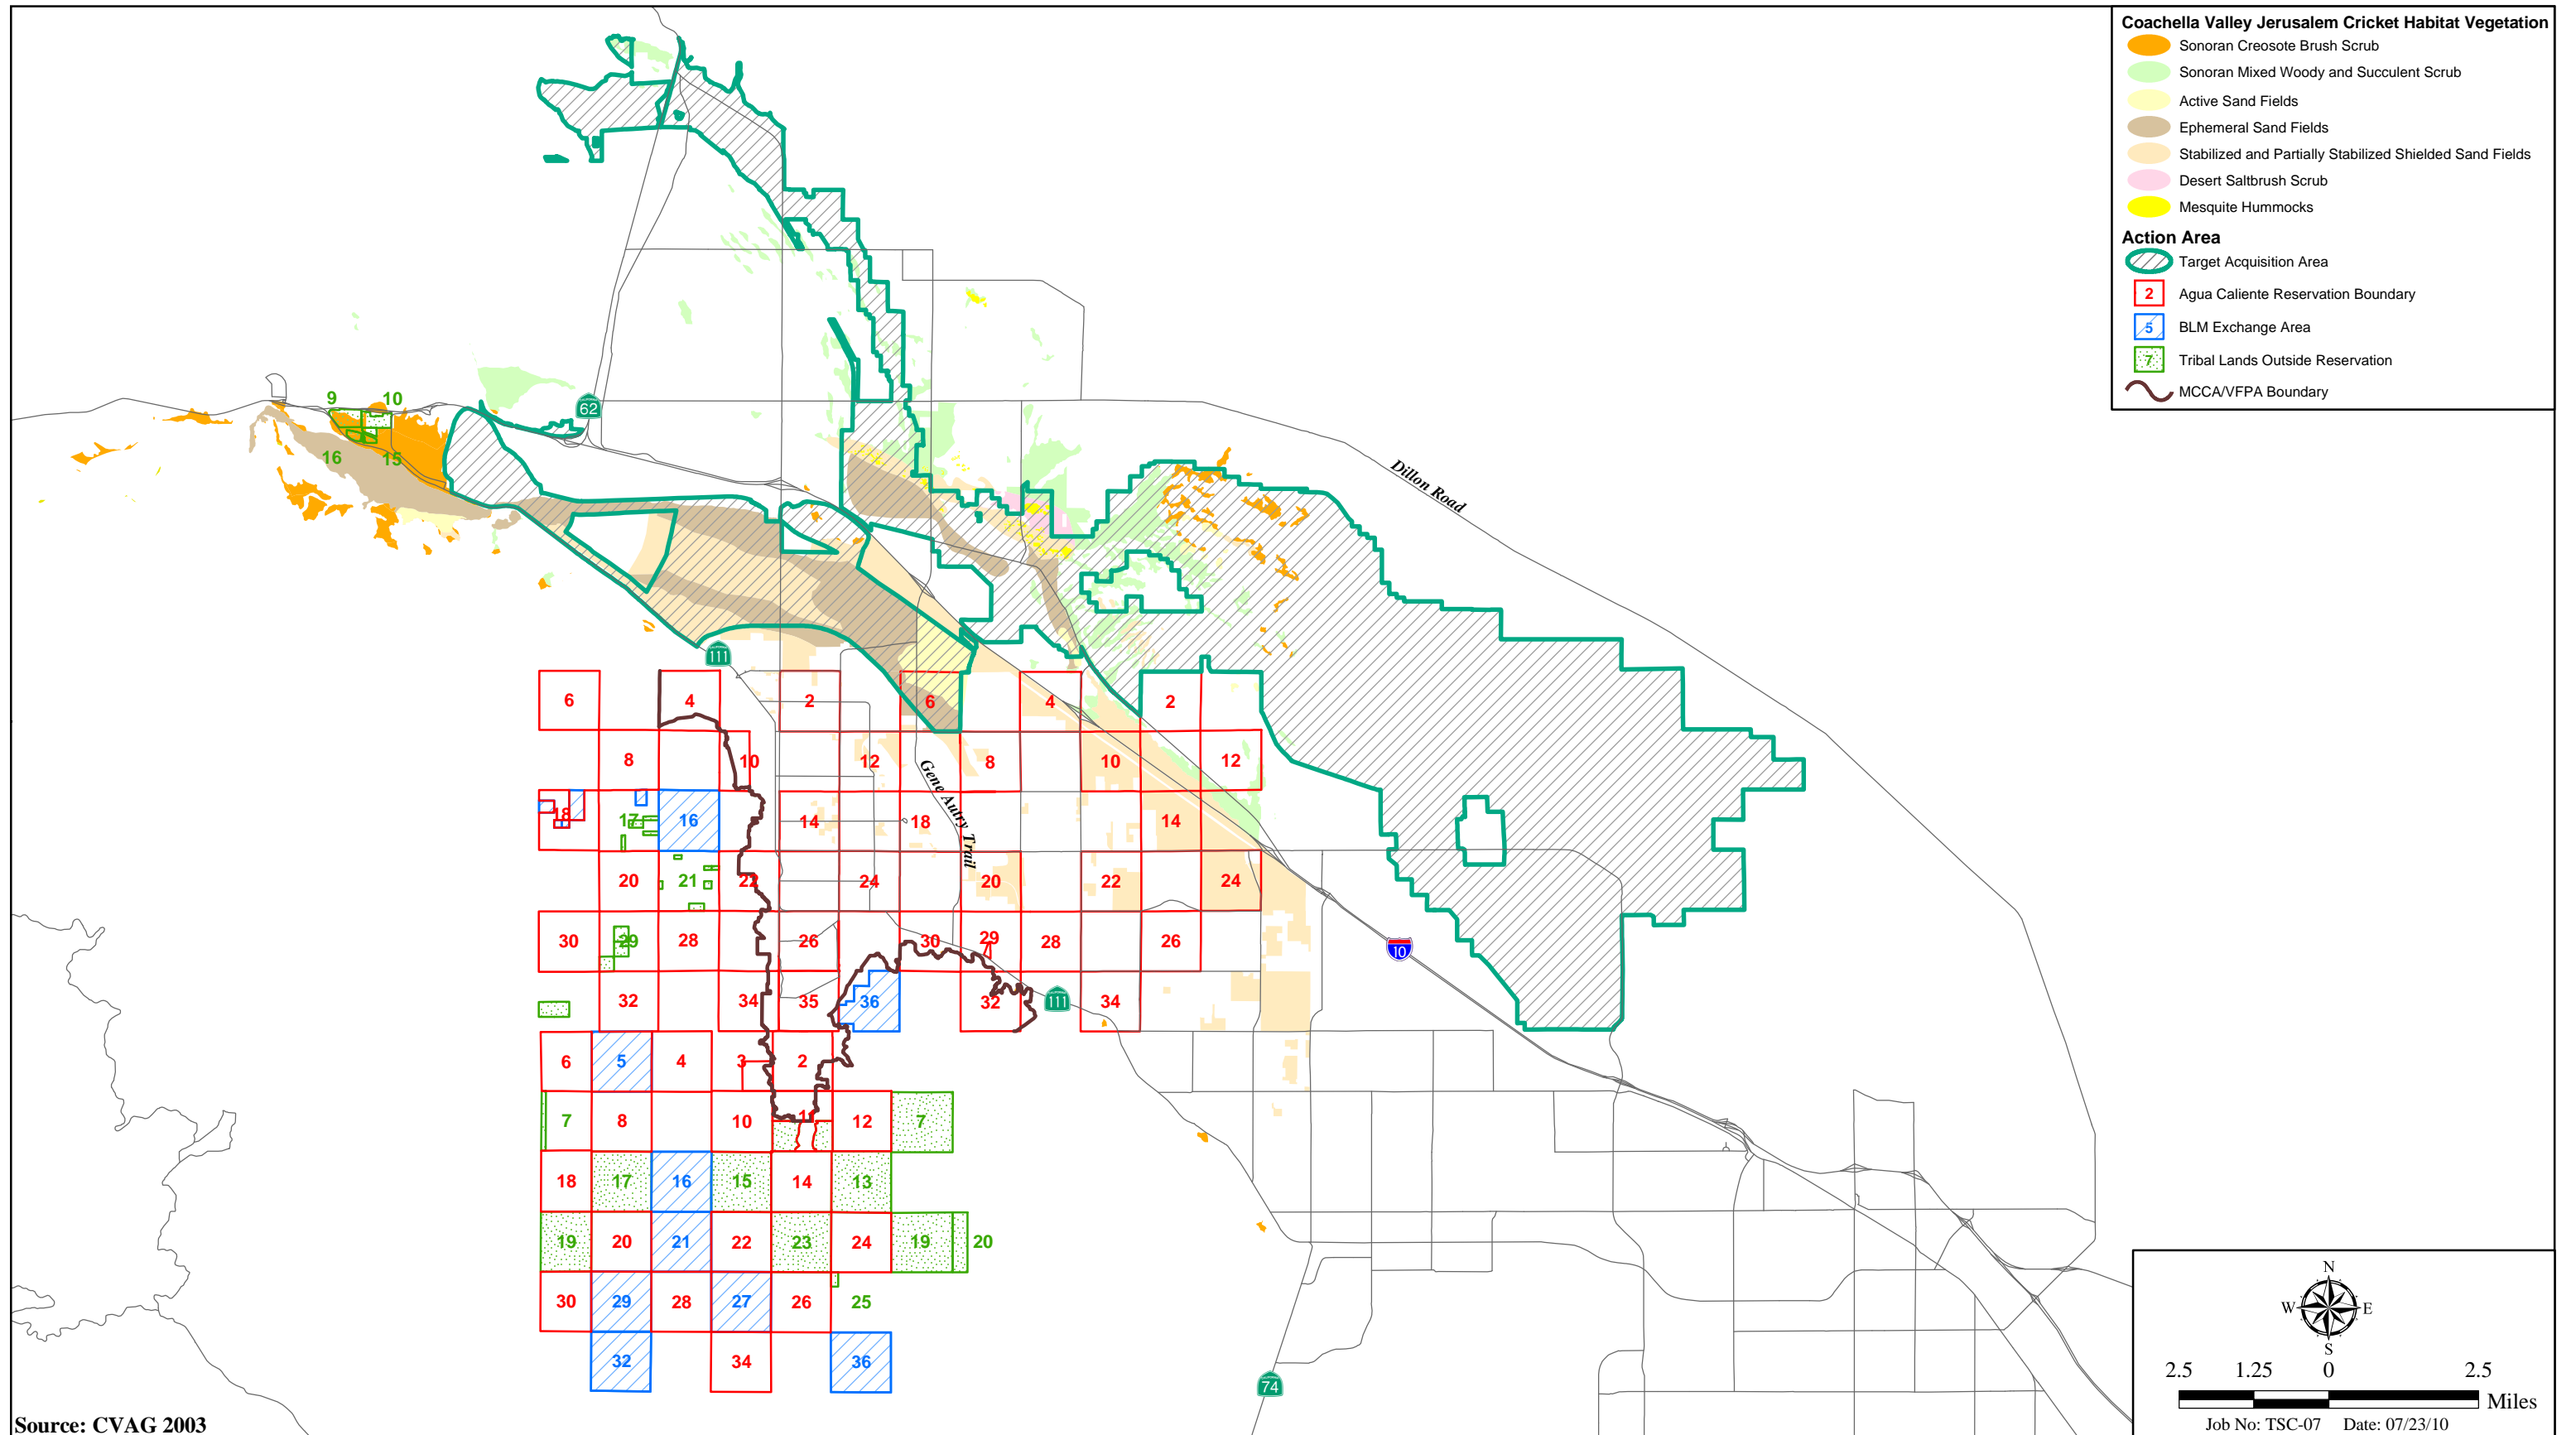 Coachella Valley Jerusalem Cricket Habitat Vegetation
Sonoran Creosote Brush Scrub
Sonoran Mixed Woody and Succulent Scrub
Active Sand Fields
Ephemeral Sand Fields
Stabilized and Partially Stabilized Shielded Sand Fields
Desert Saltbrush Scrub
Mesquite Hummocks
Action Area
Target Acquisition Area
2 Agua Caliente Reservation Boundary
5 BLM Exchange Area
7 Tribal Lands Outside Reservation
MCCA/VFPA Boundary
9 10
62
16 15
Dillon Road
111
6 4 2 6 4 2
8 10 12 8 10 12
Gene Autry Trail
18 17 16 14 18 14
20 21 22 24 20 22 24
30 29 28 26 30 29 28 26
10
32 34 35 36 32 111 34
6 5 4 3 2
7 8 10 11 12 7
18 17 16 15 14 13
19 20 21 22 23 24 19 20
30 29 28 27 26 25
32 34 36
74
N
W E
S
2.5 1.25 0 2.5
Miles
Job No: TSC-07 Date: 07/23/10
Source: CVAG 2003